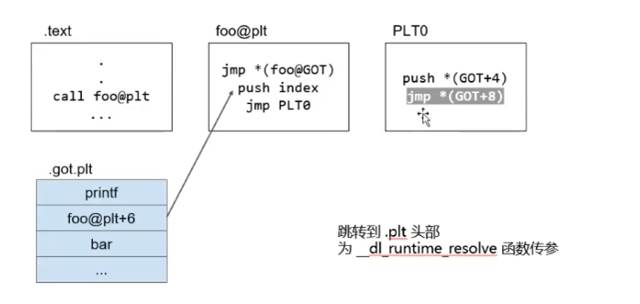 .text
.
.
call foo@plt
...
foo@plt
jmp *(foo@GOT)
push index
jmp PLT0
PLT0
push *(GOT+4)
jmp *(GOT+8)
.got.plt
printf
foo@plt+6
bar
...
跳转到 .plt 头部
为 __dl_runtime_resolve 函数传参